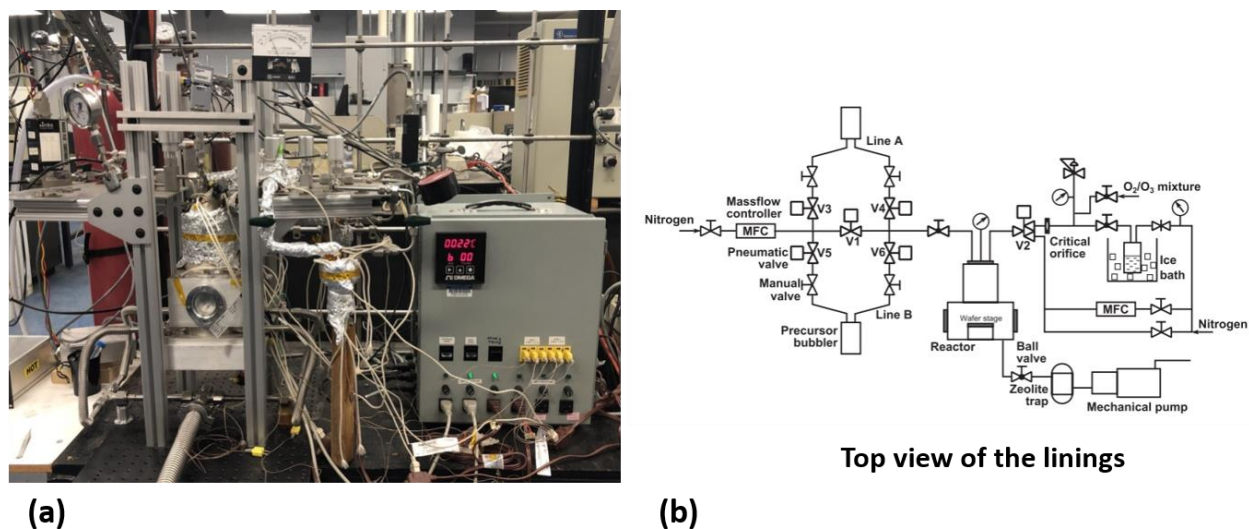 0022℃
b 00
OMEGA
HOT
(a)
Line A
O₂/O₃ mixture
Massflow
controller
V3
V4
Nitrogen
MFC
V1
V2
Critical
orifice
Pneumatic
valve
V5
V6
Ice
bath
Manual
valve
Line B
Wafer stage
MFC
Nitrogen
Precursor
bubbler
Reactor
Ball
valve
Zeolite
trap
Mechanical pump
Top view of the linings
(b)